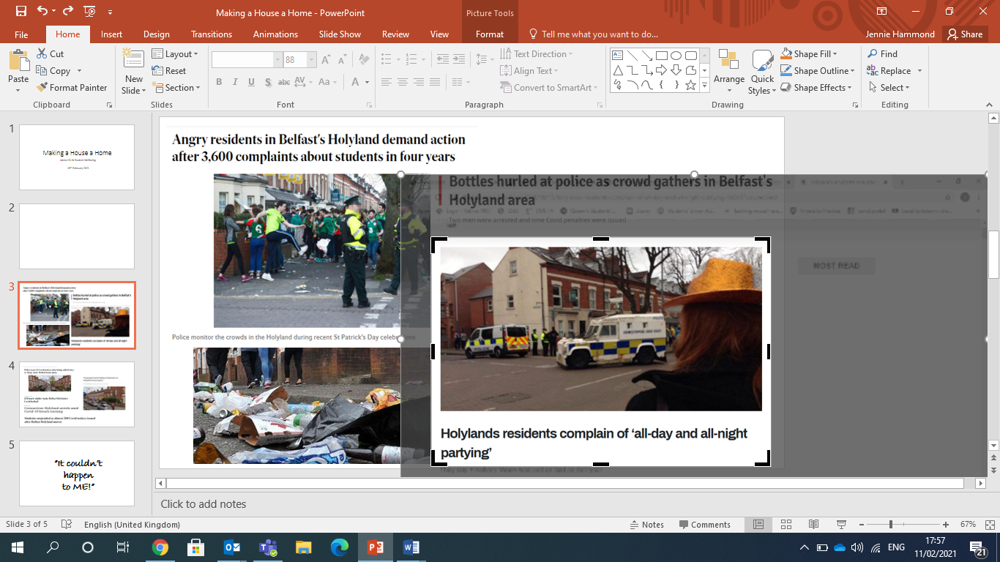 Making a House a Home - PowerPoint
Picture Tools
File
Home
Insert
Design
Transitions
Animations
Slide Show
Review
View
Format
Tell me what you want to do...
Jennie Hammond
Share
Paste
Cut
Copy
Format Painter
Clipboard
New
Slide
Layout
Reset
Section
Slides
88
Font
Text Direction
Align Text
Convert to SmartArt
Paragraph
Arrange
Quick
Styles
Shape Fill
Shape Outline
Shape Effects
Drawing
Find
Replace
Select
Editing
1
Making a House a Home
2
3
4
5
"It couldn't
happen
to ME!"
Angry residents in Belfast's Holyland demand action
after 3,600 complaints about students in four years
Police monitor the crowds in the Holyland during recent St Patrick's Day celebrations
Bottles hurled at police as crowd gathers in Belfast's
Holyland area
Two men were arrested and nine Covid penalties were issued
MOST READ
POLICE
Holylands residents complain of 'all-day and all-night
partying'
Click to add notes
Slide 3 of 5
English (United Kingdom)
Notes
Comments
67%
ENG
17:57
11/02/2021
21